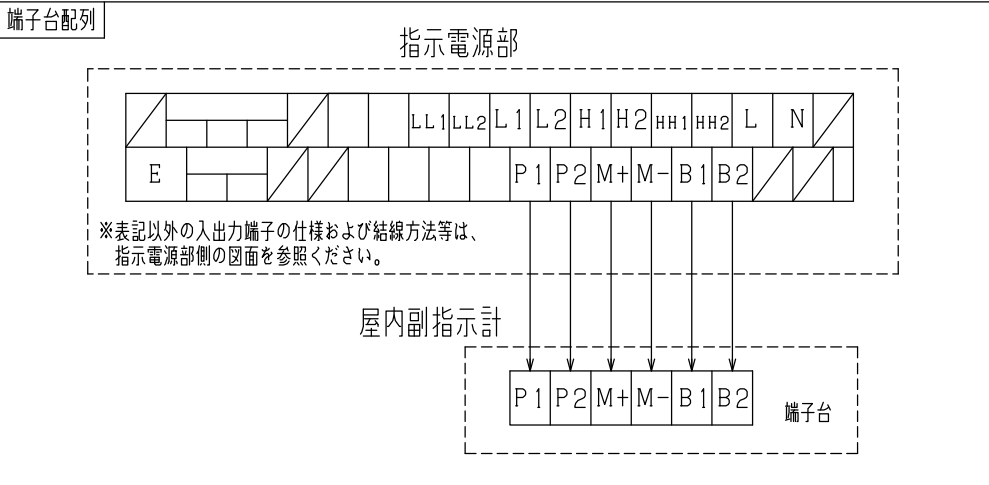 端子台配列
指示電源部
LL1 LL2 L1 L2 H1 H2 HH1 HH2 L N
E P1 P2 M+ M- B1 B2
※表記以外の入出力端子の仕様および結線方法等は、
指示電源部側の図面を参照ください。
屋内副指示計
P1 P2 M+ M- B1 B2
端子台